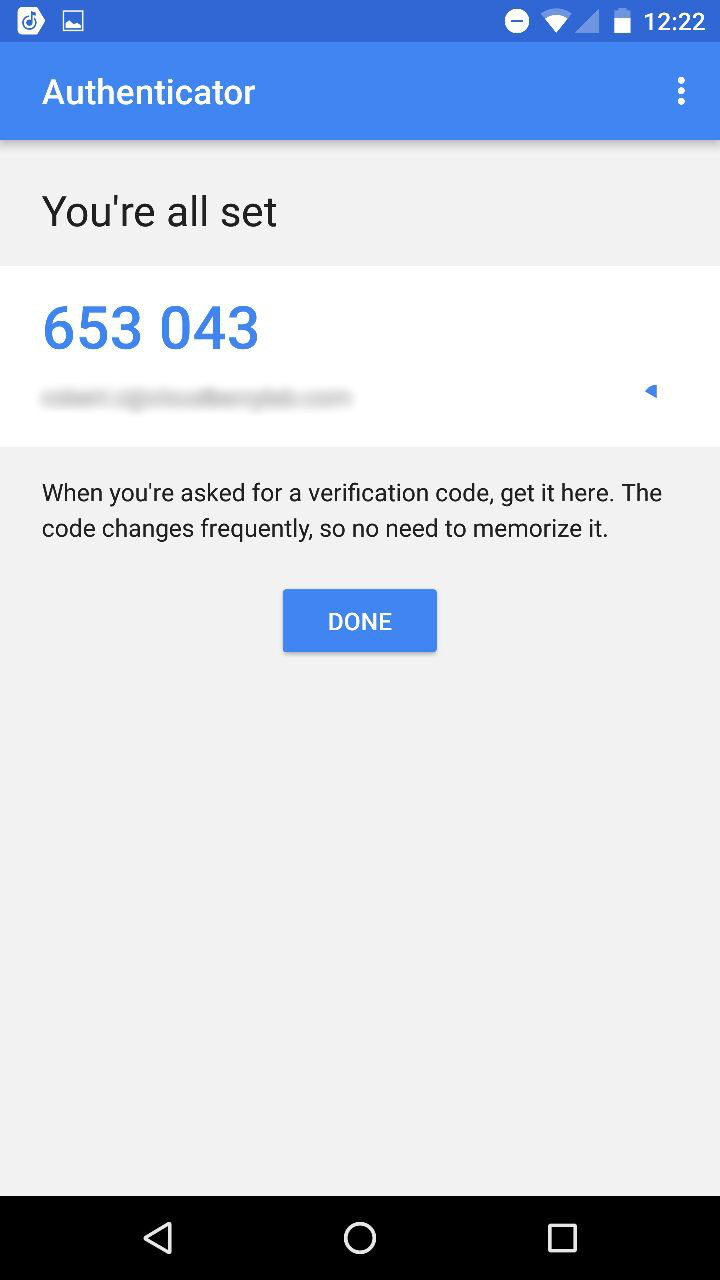 12:22
Authenticator
You're all set
653 043
When you're asked for a verification code, get it here. The
code changes frequently, so no need to memorize it.
DONE